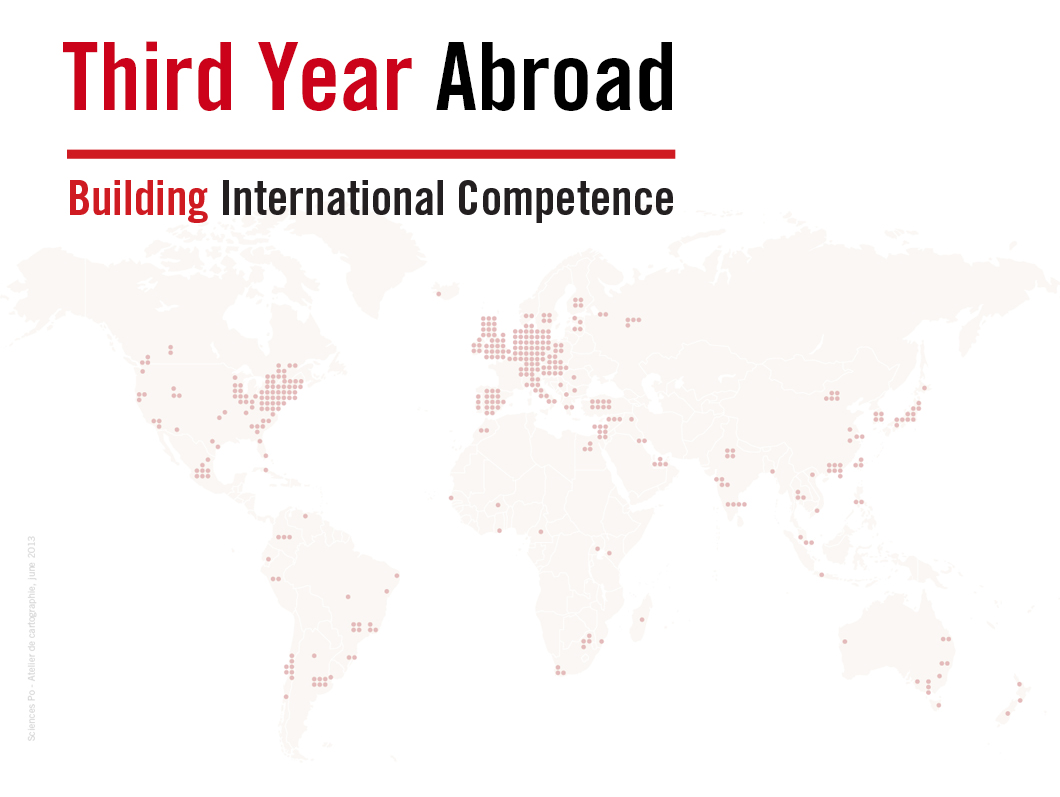 Third Year Abroad
Building International Competence
Sciences Po - Atelier de cartographie, june 2013